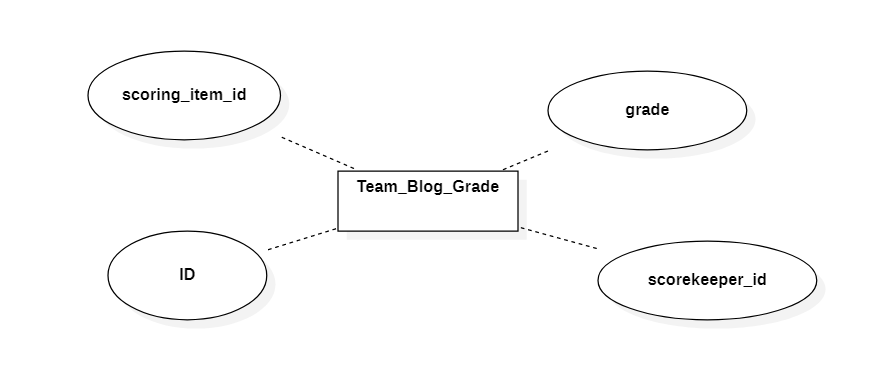 scoring_item_id
grade
Team_Blog_Grade
ID
scorekeeper_id